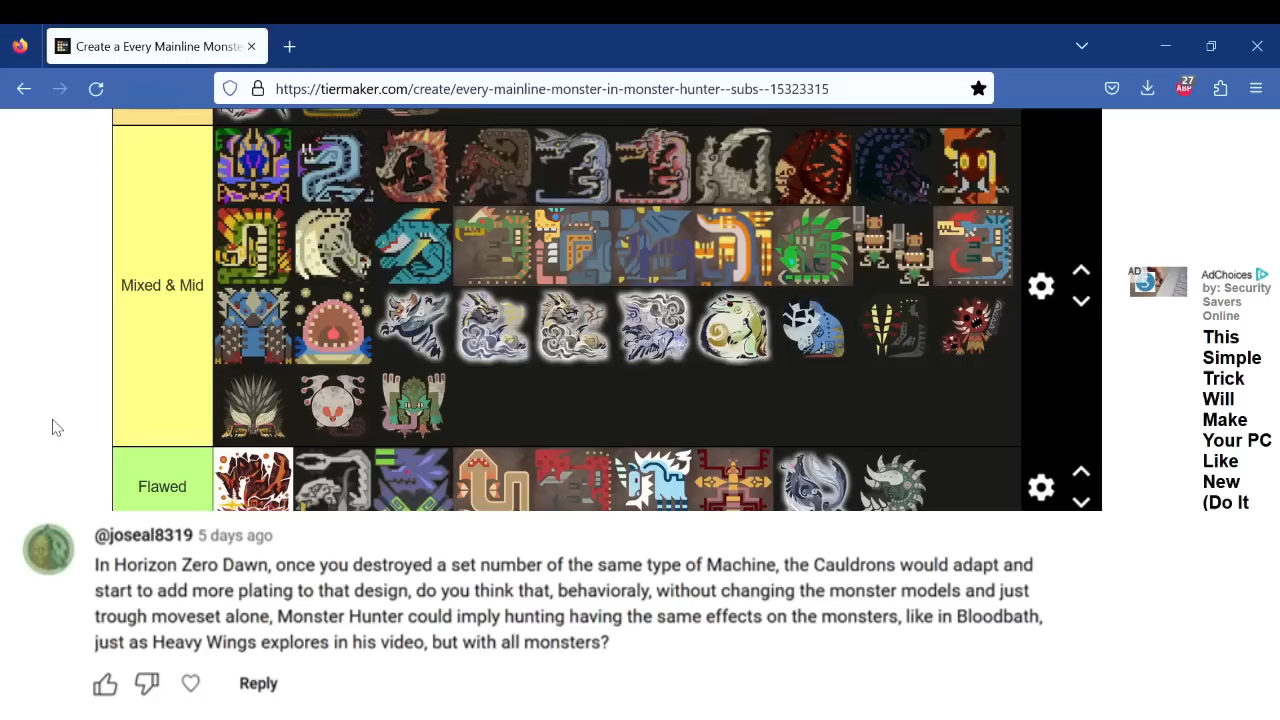 Create a Every Mainline Monste
https://tiermaker.com/create/every-mainline-monster-in-monster-hunter--subs--15323315
27
ABP
Mixed & Mid
Flawed
AD
AdChoices
by: Security
Savers
Online
This
Simple
Trick
Will
Make
Your PC
Like
New
(Do It
@joseal8319 5 days ago
In Horizon Zero Dawn, once you destroyed a set number of the same type of Machine, the Cauldrons would adapt and
start to add more plating to that design, do you think that, behavioraly, without changing the monster models and just
trough moveset alone, Monster Hunter could imply hunting having the same effects on the monsters, like in Bloodbath,
just as Heavy Wings explores in his video, but with all monsters?
Reply